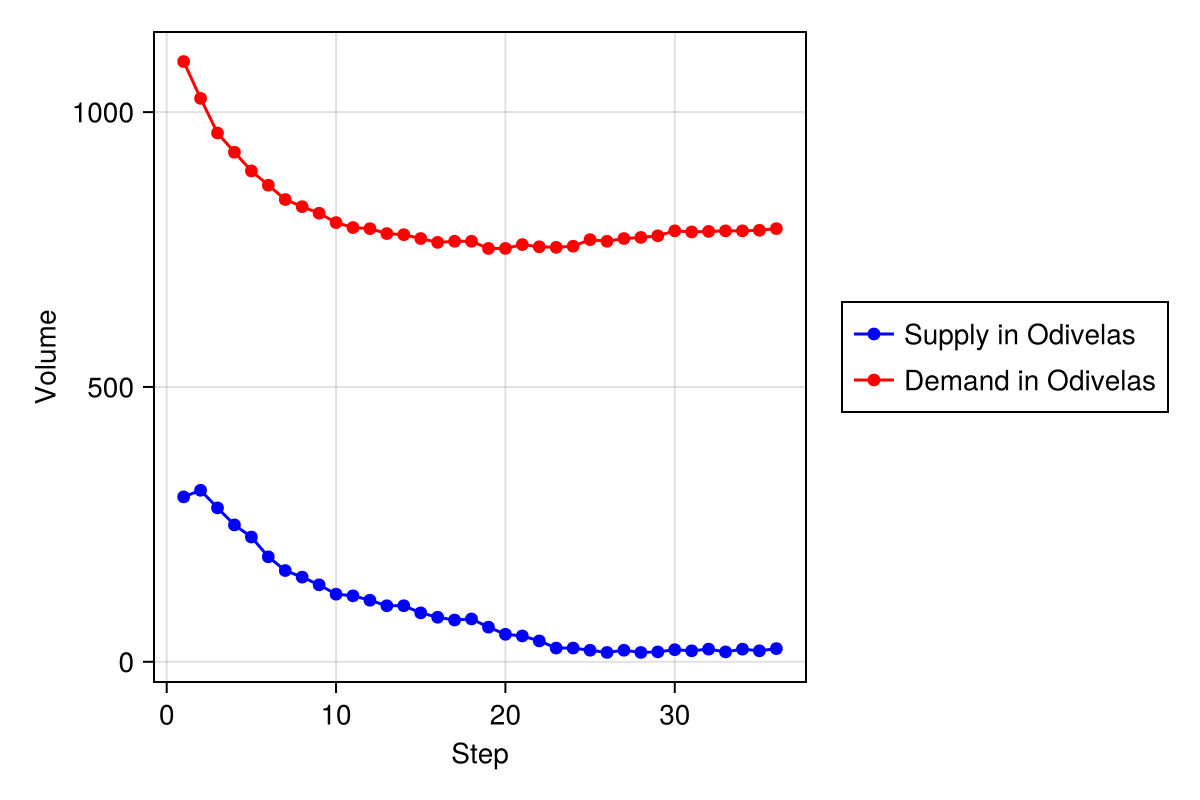 1000
500
0
Volume
0 10 20 30
Step
Supply in Odivelas
Demand in Odivelas